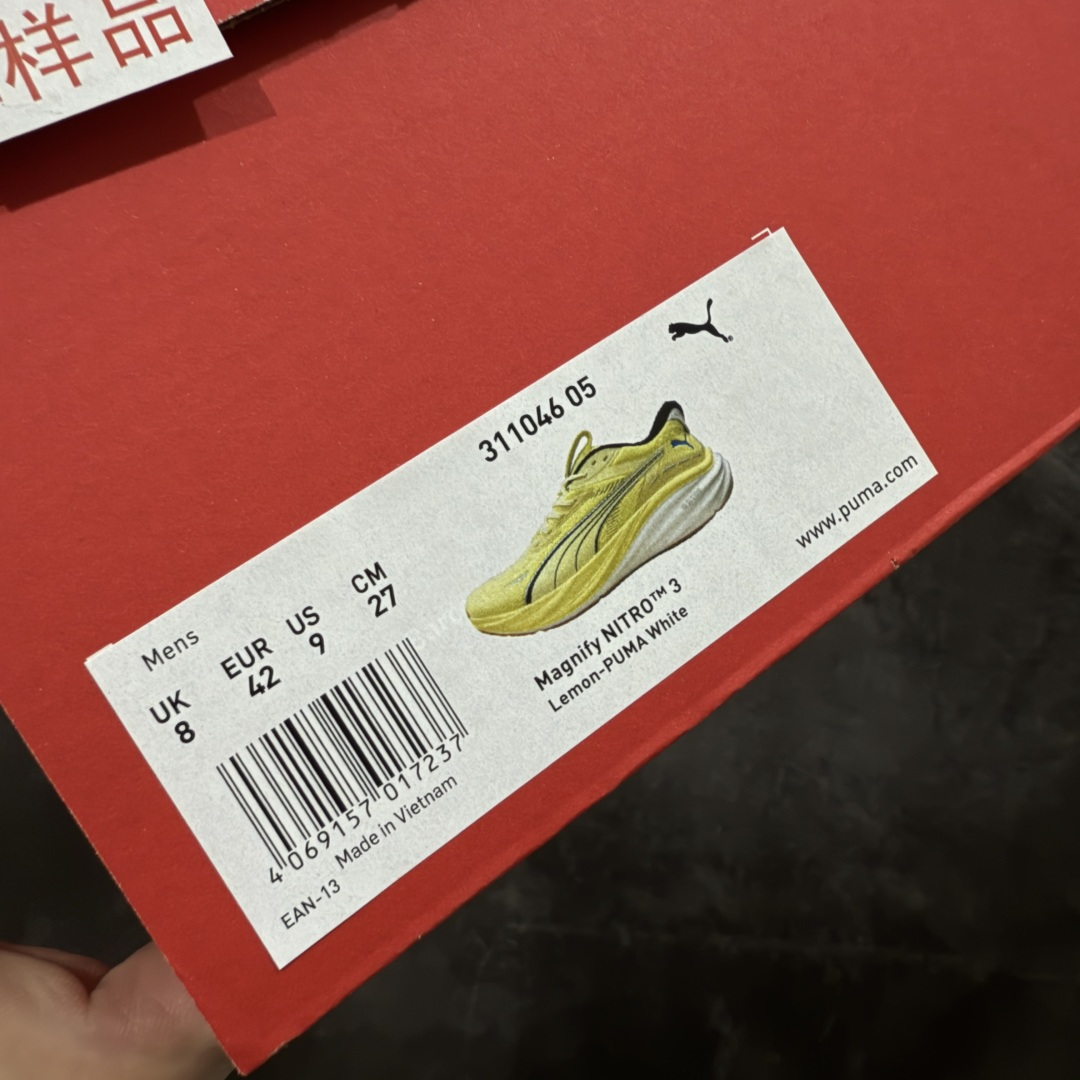 样品
311046 05
www.puma.com
Mens
UK EUR US CM
8 42 9 27
Magnify NITRO™ 3
Lemon-PUMA White
4 069157 017237
EAN-13 Made in Vietnam